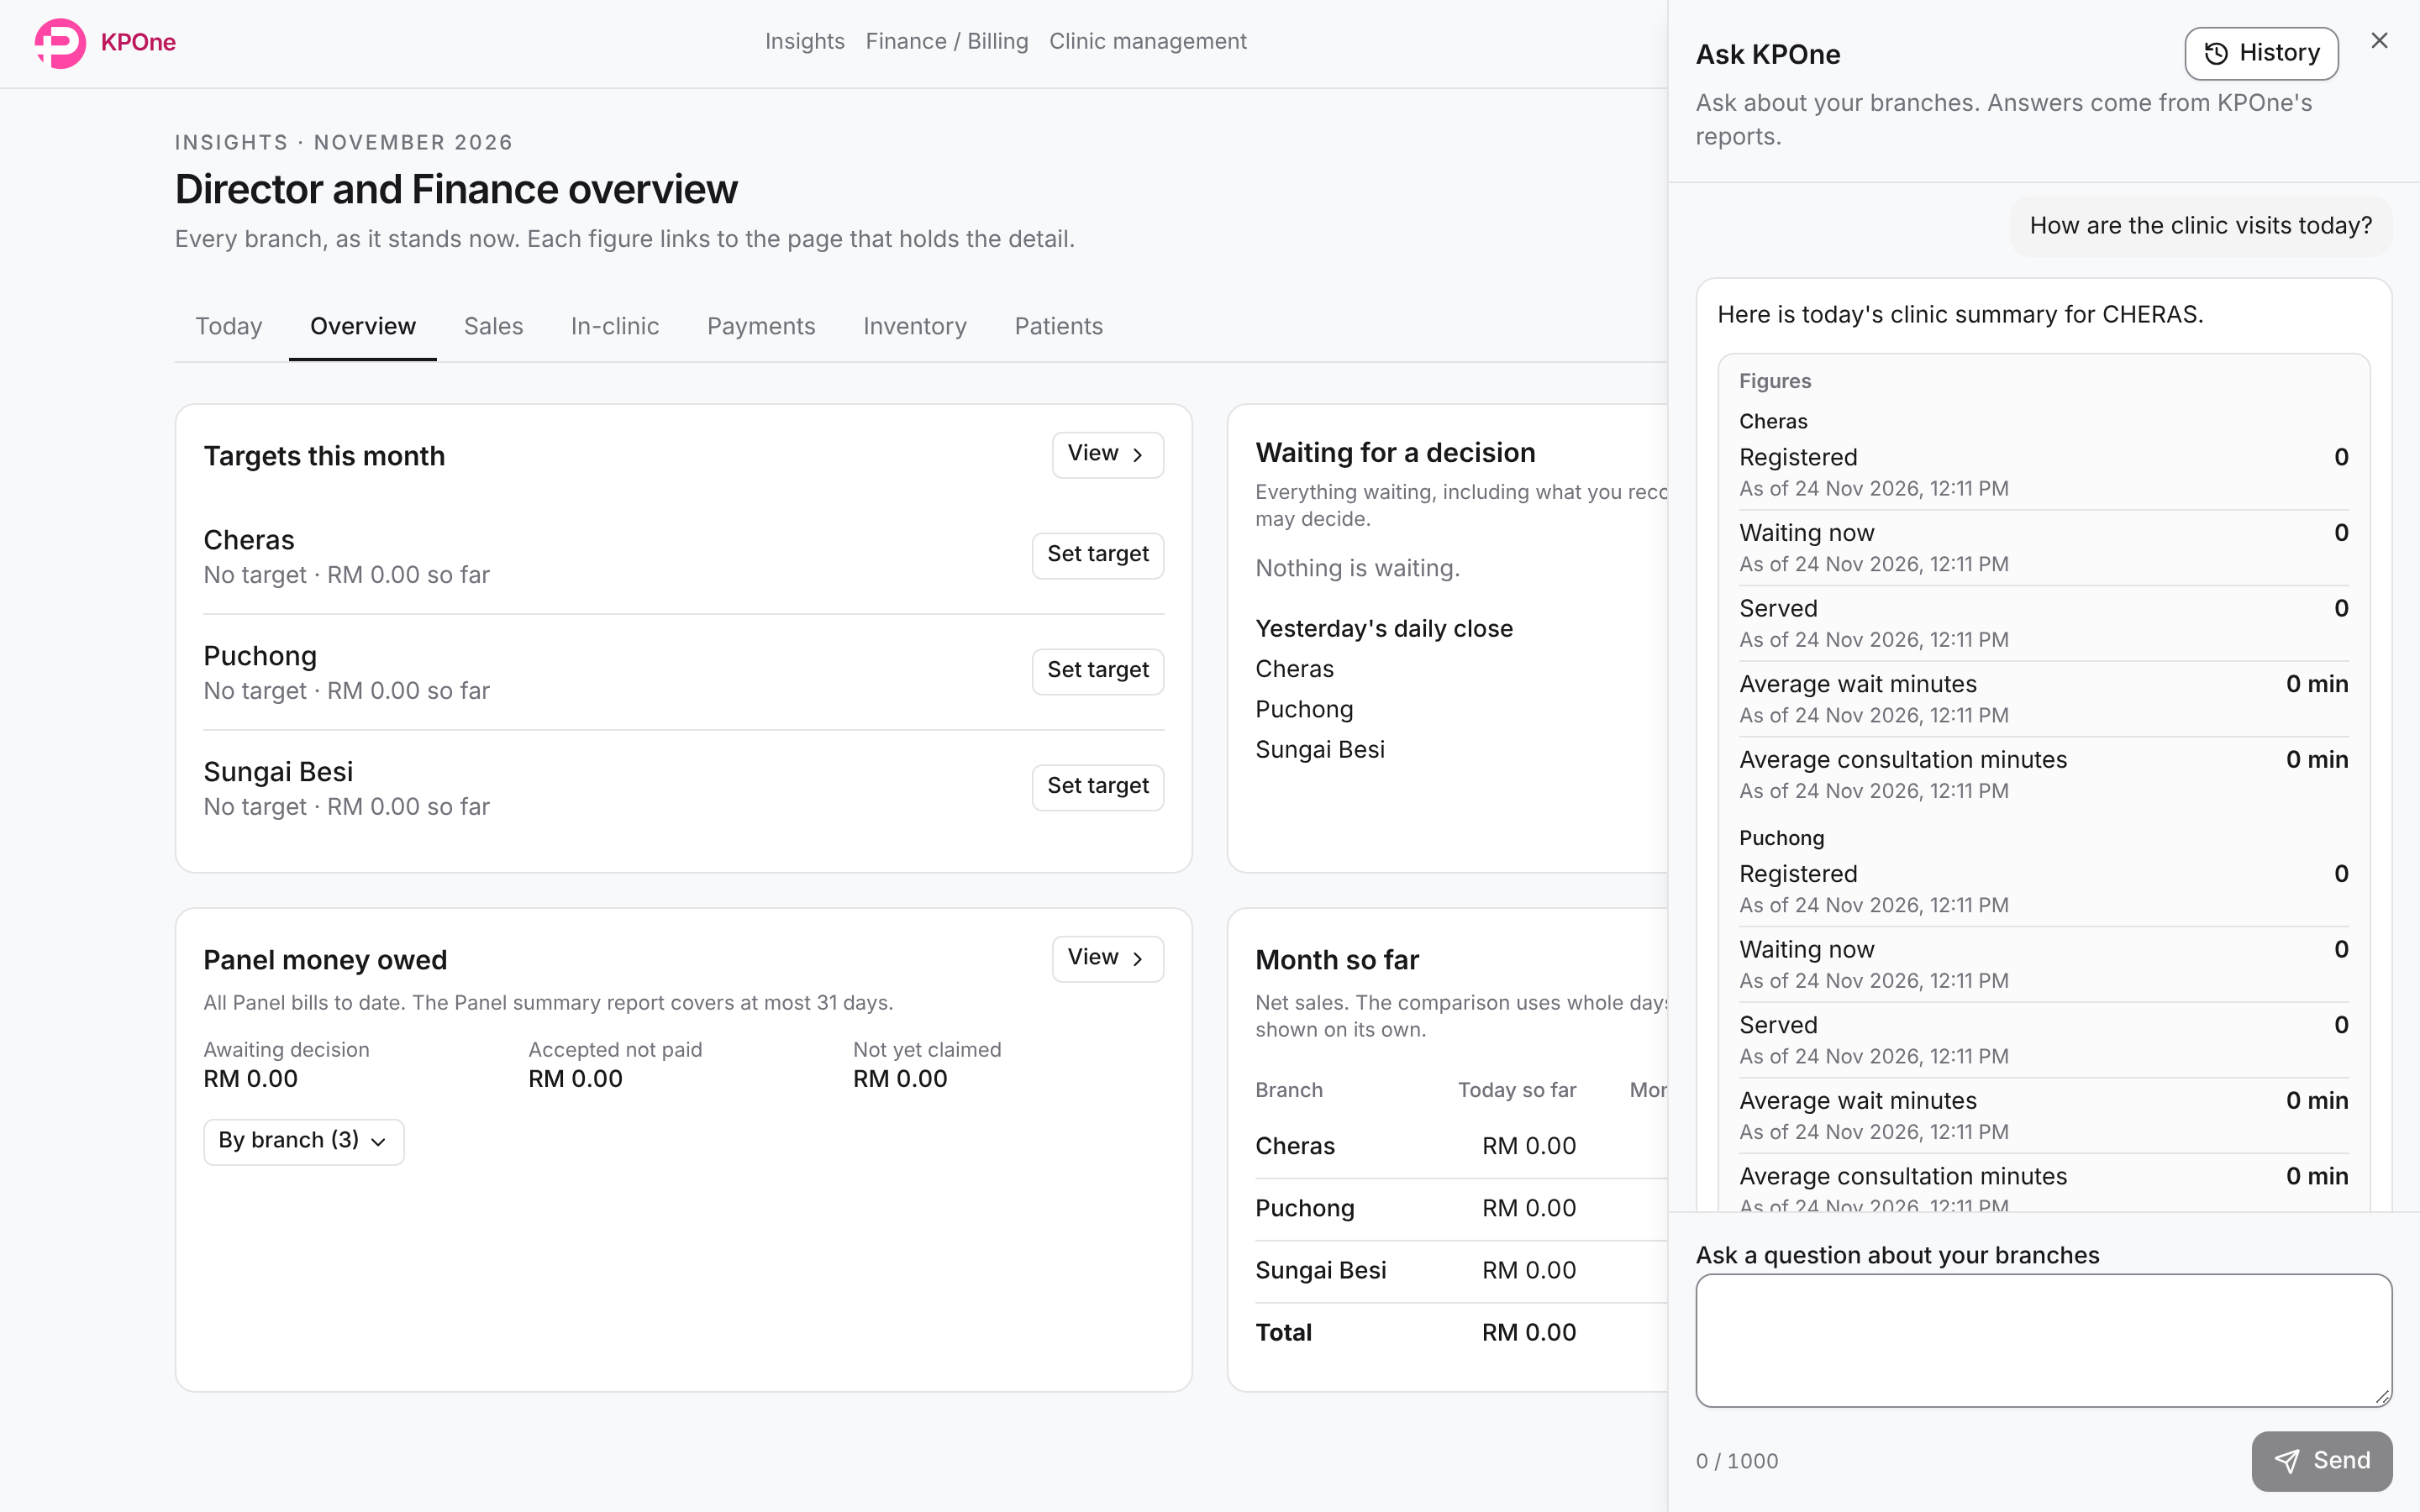 KPOne
Insights Finance / Billing Clinic management
INSIGHTS · NOVEMBER 2026
Director and Finance overview
Every branch, as it stands now. Each figure links to the page that holds the detail.
Today Overview Sales In-clinic Payments Inventory Patients
Targets this month
View
Cheras
No target · RM 0.00 so far
Set target
Puchong
No target · RM 0.00 so far
Set target
Sungai Besi
No target · RM 0.00 so far
Set target
Waiting for a decision
Everything waiting, including what you reco
may decide.
Nothing is waiting.
Yesterday's daily close
Cheras
Puchong
Sungai Besi
Panel money owed
View
All Panel bills to date. The Panel summary report covers at most 31 days.
Awaiting decision Accepted not paid Not yet claimed
RM 0.00 RM 0.00 RM 0.00
By branch (3)
Month so far
Net sales. The comparison uses whole days
shown on its own.
Branch Today so far Mor
Cheras RM 0.00
Puchong RM 0.00
Sungai Besi RM 0.00
Total RM 0.00
Ask KPOne
History
Ask about your branches. Answers come from KPOne's
reports.
How are the clinic visits today?
Here is today's clinic summary for CHERAS.
Figures
Cheras
Registered 0
As of 24 Nov 2026, 12:11 PM
Waiting now 0
As of 24 Nov 2026, 12:11 PM
Served 0
As of 24 Nov 2026, 12:11 PM
Average wait minutes 0 min
As of 24 Nov 2026, 12:11 PM
Average consultation minutes 0 min
As of 24 Nov 2026, 12:11 PM
Puchong
Registered 0
As of 24 Nov 2026, 12:11 PM
Waiting now 0
As of 24 Nov 2026, 12:11 PM
Served 0
As of 24 Nov 2026, 12:11 PM
Average wait minutes 0 min
As of 24 Nov 2026, 12:11 PM
Average consultation minutes 0 min
As of 24 Nov 2026, 12:11 PM
Ask a question about your branches
0 / 1000
Send